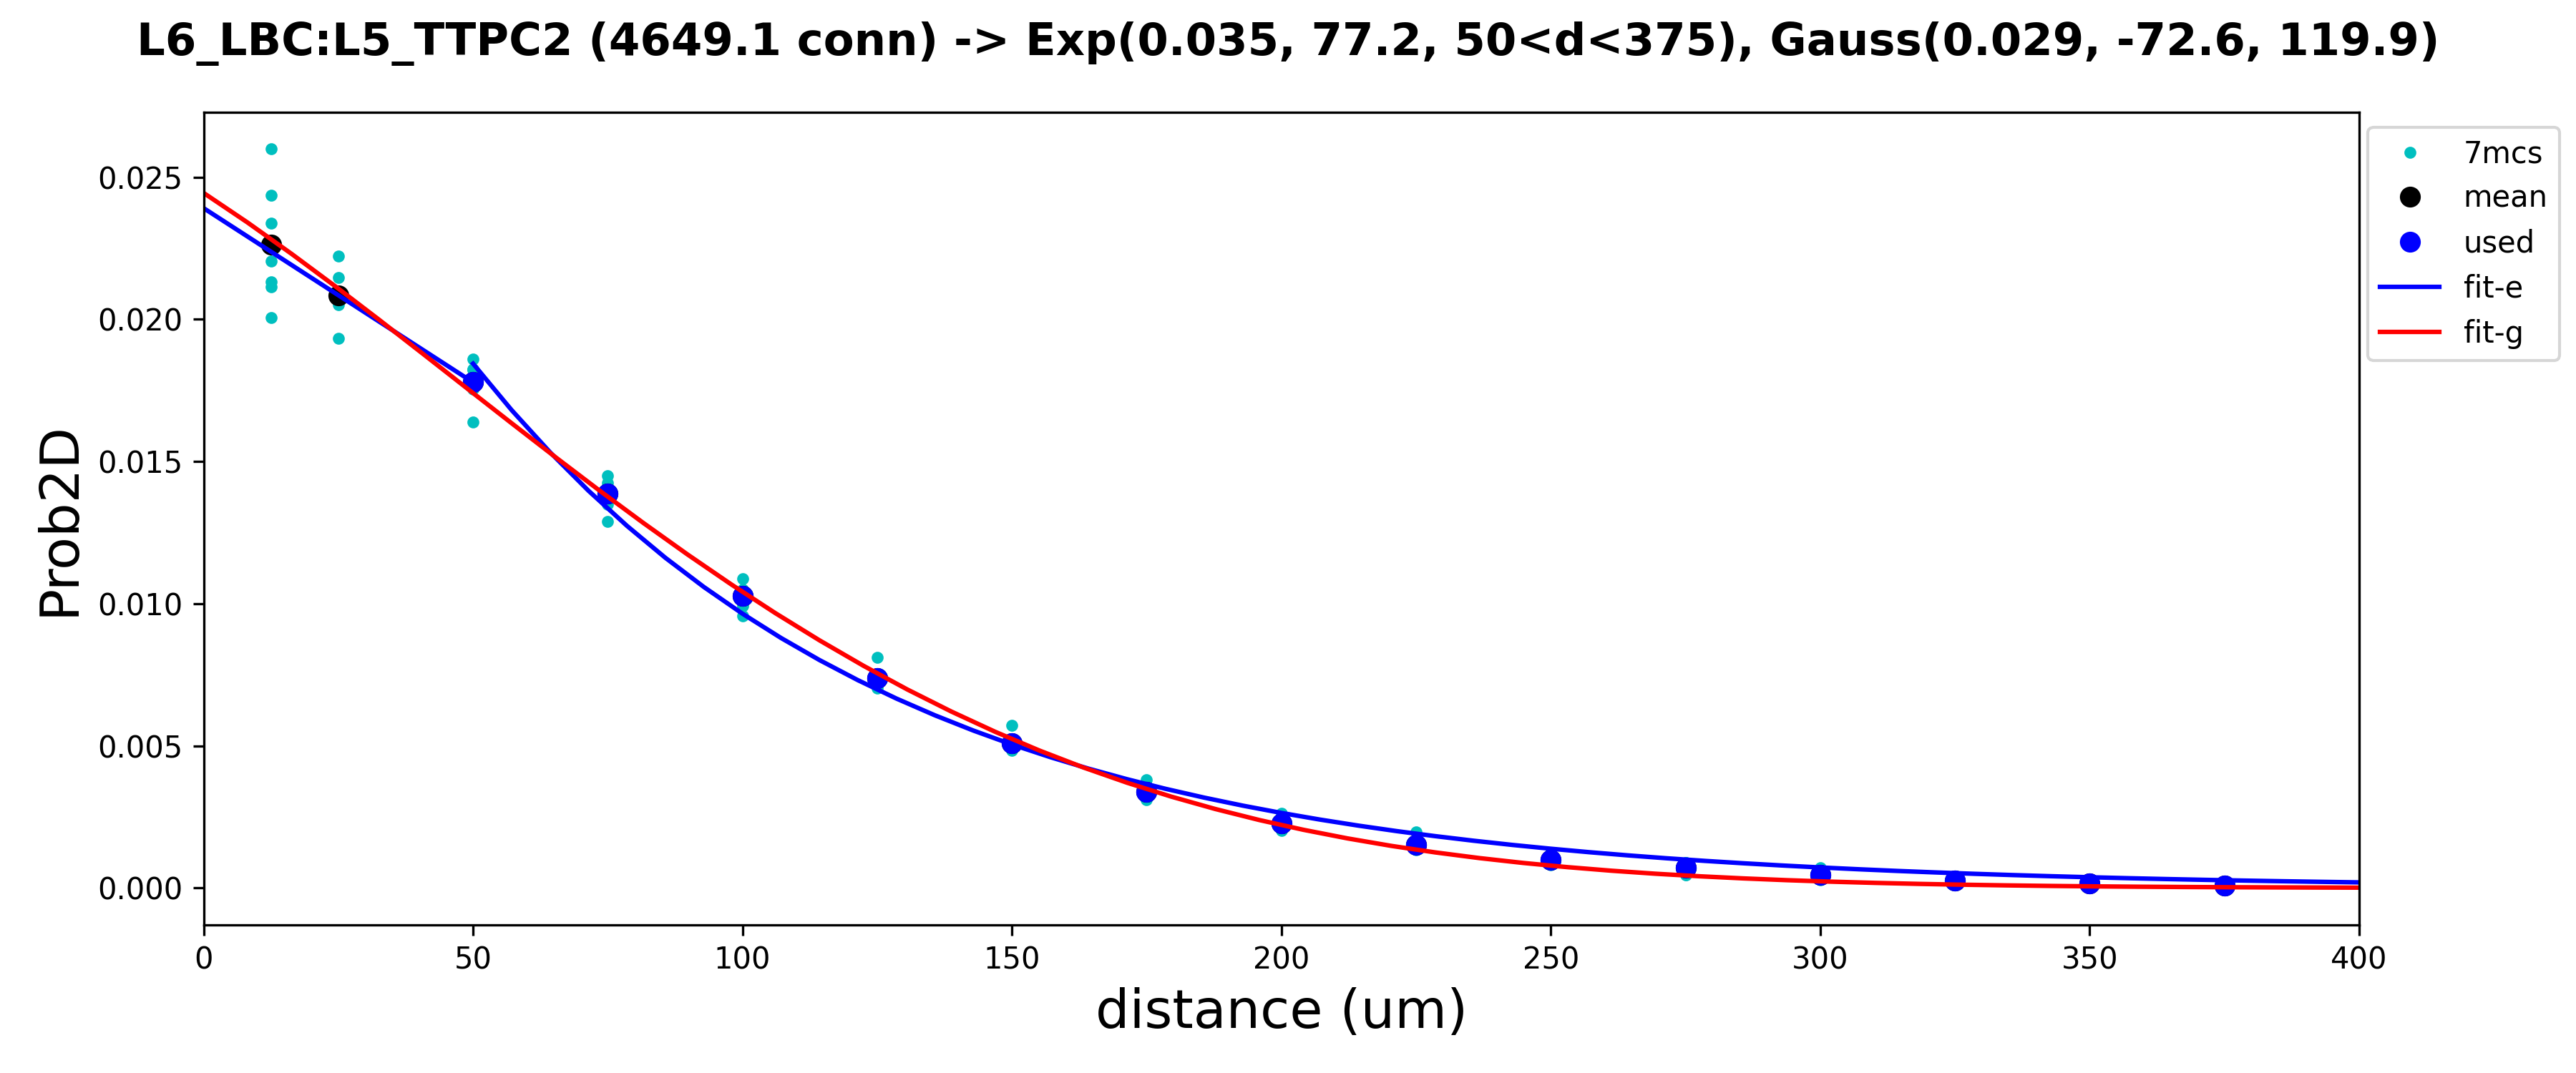 L6_LBC:L5_TTPC2 (4649.1 conn) -> Exp(0.035, 77.2, 50<d<375), Gauss(0.029, -72.6, 119.9)
0.025
0.020
0.015
0.010
0.005
0.000
Prob2D
0 50 100 150 200 250 300 350 400
distance (um)
7mcs
mean
used
fit-e
fit-g